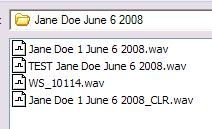 Jane Doe June 6 2008
Jane Doe 1 June 6 2008.wav
TEST Jane Doe June 6 2008.wav
WS_10114.wav
Jane Doe 1 June 6 2008_CLR.wav